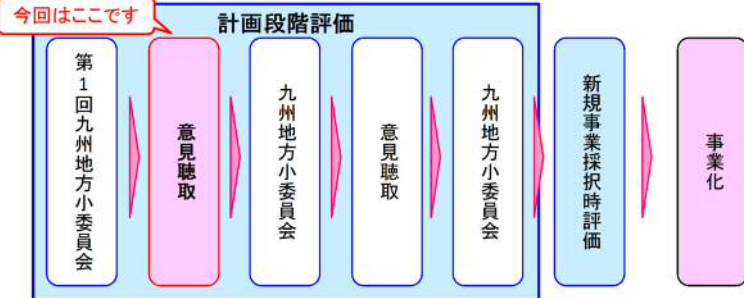 今回はここです
計画段階評価
第1回九州地方小委員会
意見聴取
九州地方小委員会
意見聴取
九州地方小委員会
新規事業採択時評価
事業化